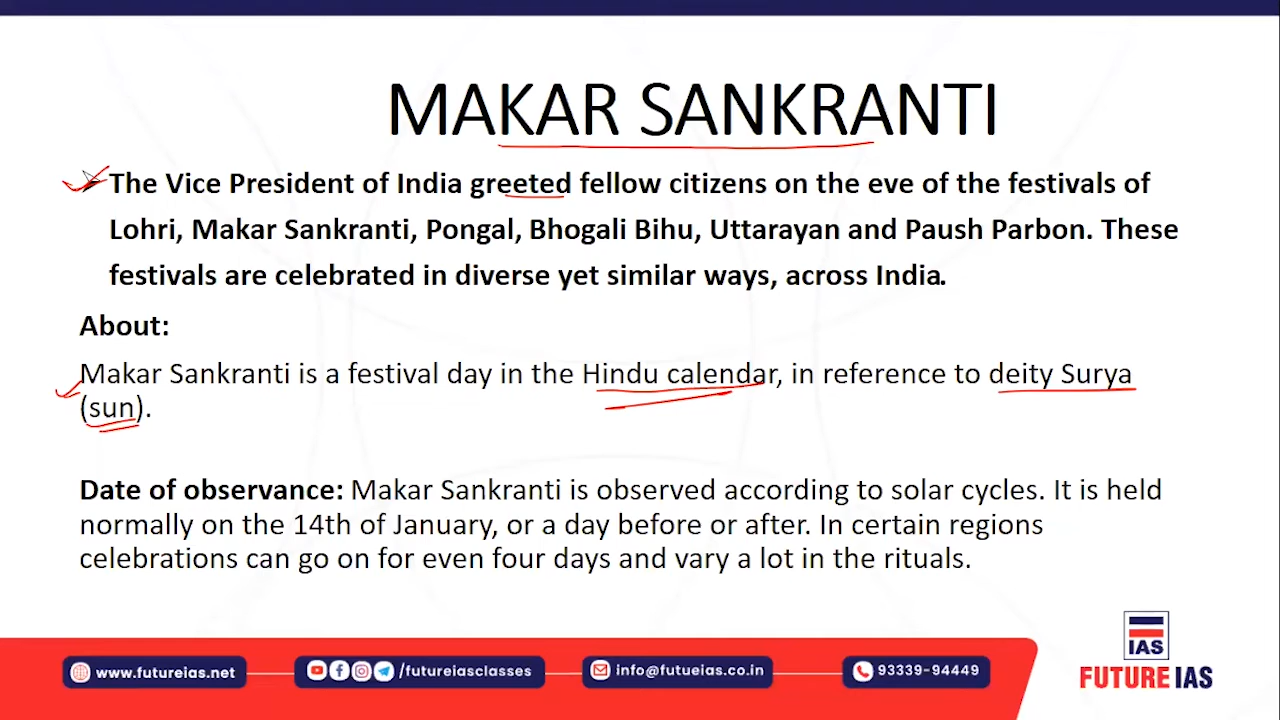 MAKAR SANKRANTI
The Vice President of India greeted fellow citizens on the eve of the festivals of
Lohri, Makar Sankranti, Pongal, Bhogali Bihu, Uttarayan and Paush Parbon. These
festivals are celebrated in diverse yet similar ways, across India.
About:
Makar Sankranti is a festival day in the Hindu calendar, in reference to deity Surya
(sun).
Date of observance: Makar Sankranti is observed according to solar cycles. It is held
normally on the 14th of January, or a day before or after. In certain regions
celebrations can go on for even four days and vary a lot in the rituals.
www.futureias.net
/futureiasclasses
info@futueias.co.in
93339-94449
IAS
FUTURE IAS